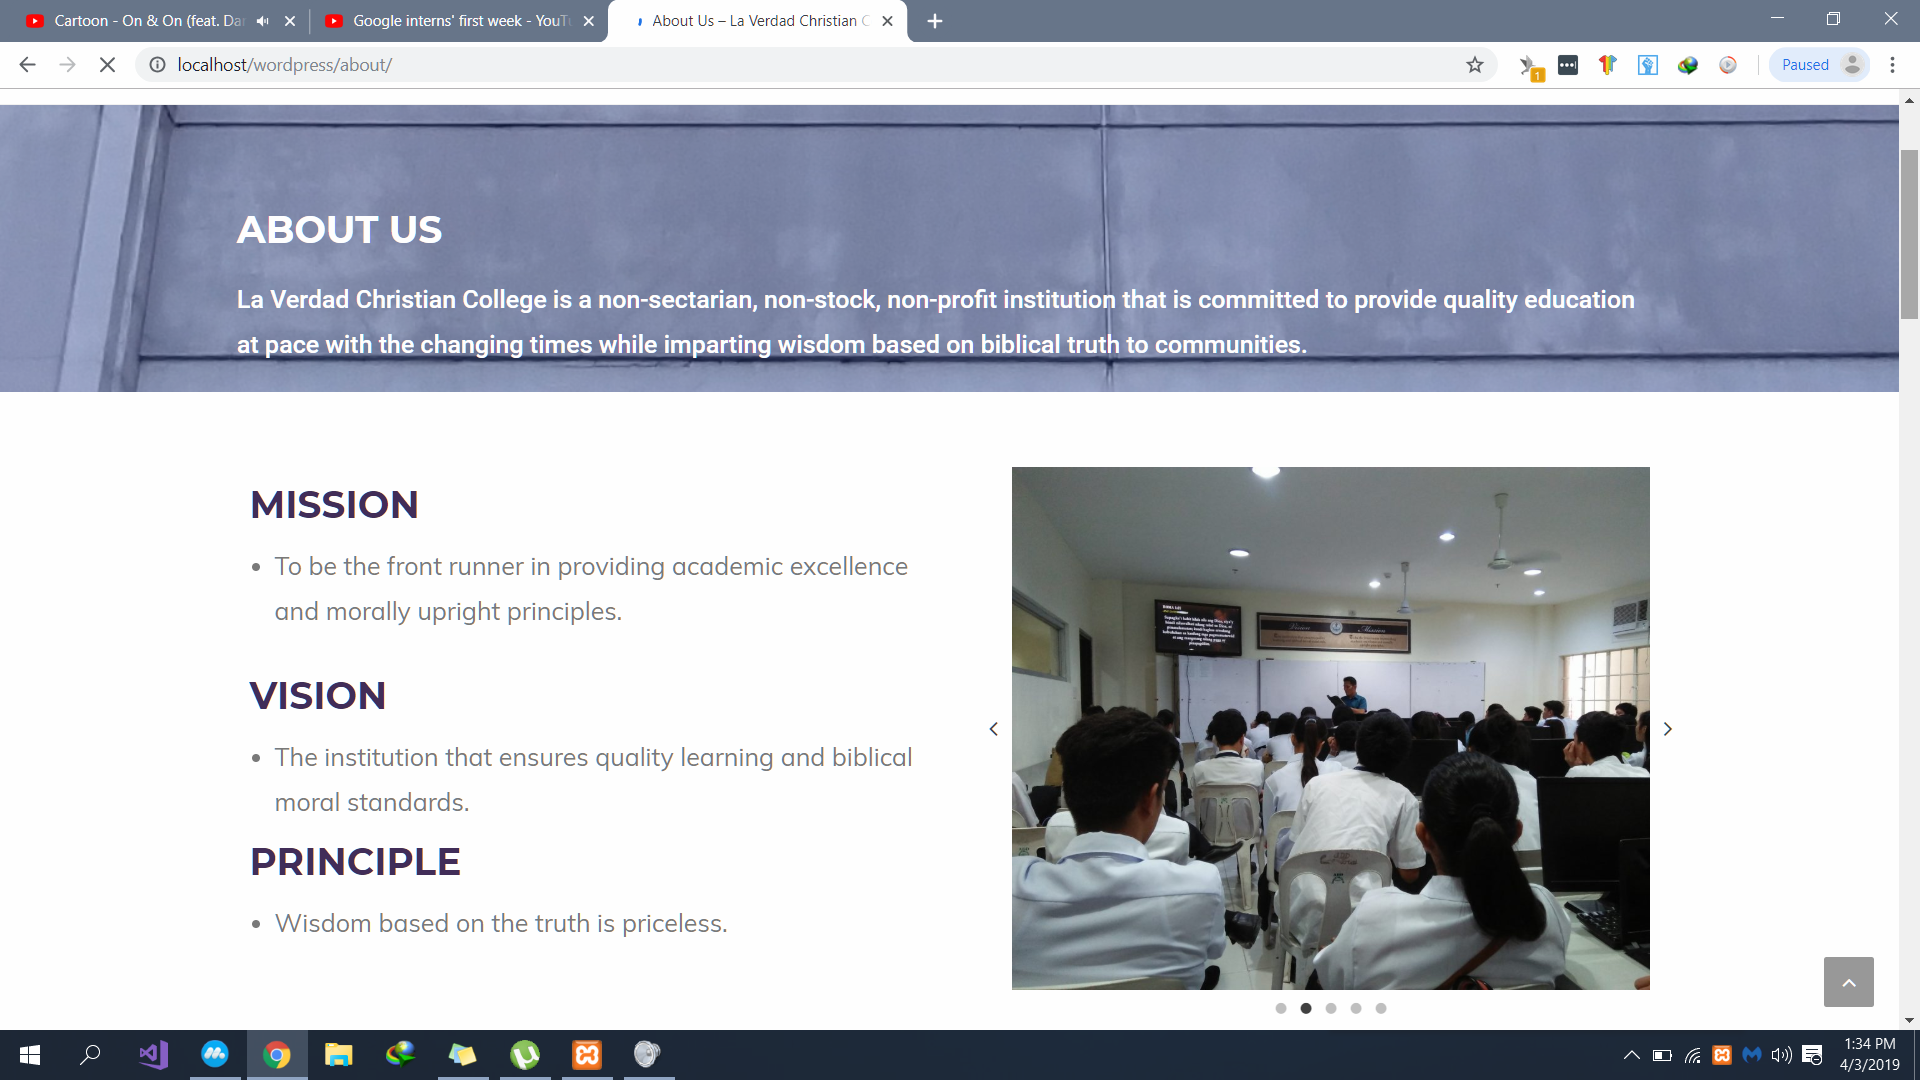 Cartoon - On & On (feat. Da
Google interns' first week - YouTu
About Us – La Verdad Christian C
localhost/wordpress/about/
1
Paused
ABOUT US
La Verdad Christian College is a non-sectarian, non-stock, non-profit institution that is committed to provide quality education
at pace with the changing times while imparting wisdom based on biblical truth to communities.
MISSION
To be the front runner in providing academic excellence
and morally upright principles.
VISION
The institution that ensures quality learning and biblical
moral standards.
PRINCIPLE
Wisdom based on the truth is priceless.
Vision Mission
1:34 PM
4/3/2019